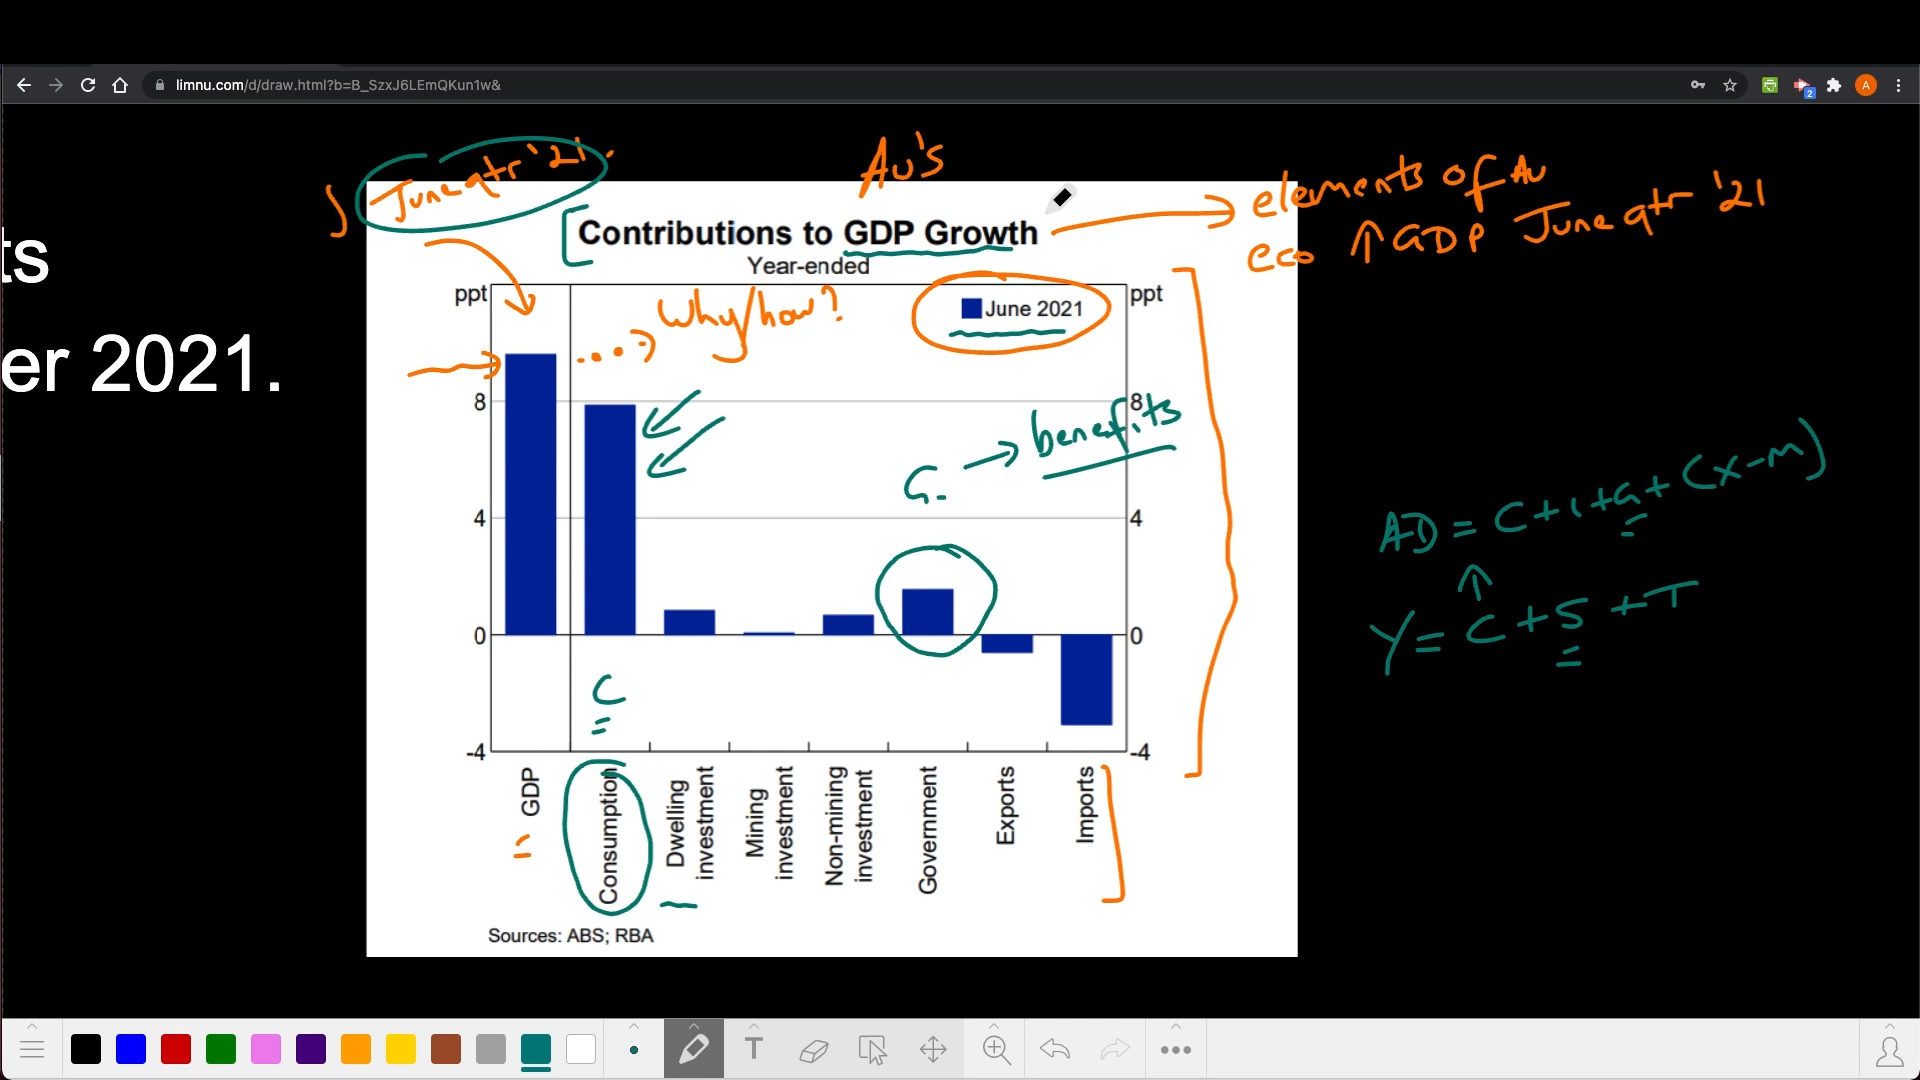 limnu.com/d/draw.html?b=B_SzxJ6LEmQKun1w&
2
A
ts
er 2021.
June qtr '21.
Au's
elements of Au
eco ↑ GDP June qtr '21
Contributions to GDP Growth
Year-ended
ppt
ppt
Why/how?
June 2021
8
8
G. → benefits
4
4
AD = C+I+G+(X-M)
↑
Y = C+S+T
0
0
C
-4
-4
GDP
Consumption
Dwelling
investment
Mining
investment
Non-mining
investment
Government
Exports
Imports
Sources: ABS; RBA
T